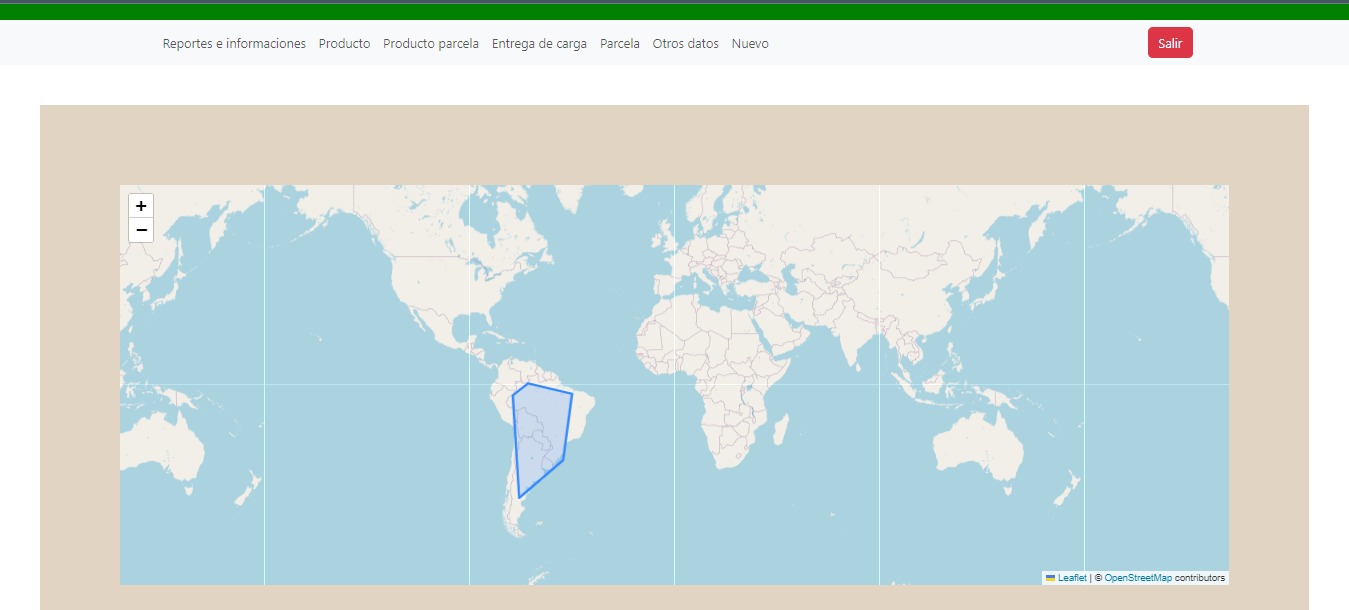 Reportes e informaciones Producto Producto parcela Entrega de carga Parcela Otros datos Nuevo Salir
+
−
Leaflet | © OpenStreetMap contributors